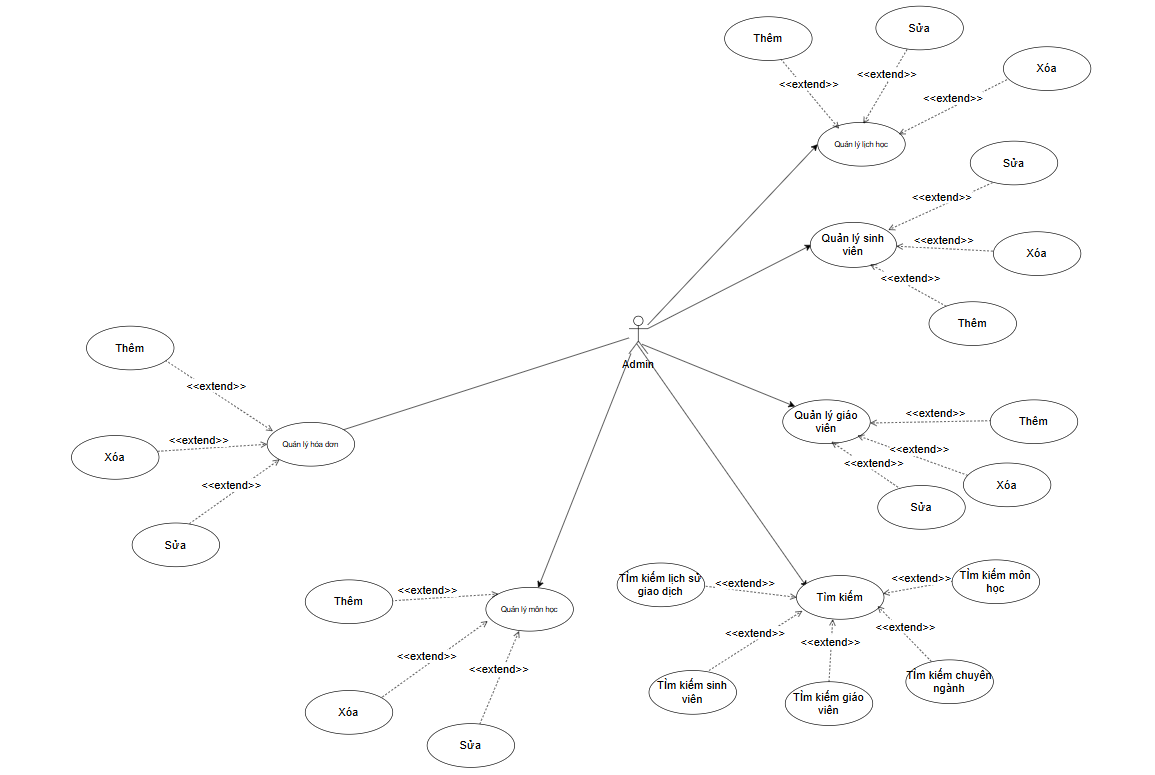 Sửa
Thêm
Xóa
<<extend>>
<<extend>>
<<extend>>
Quản lý lịch học
Sửa
<<extend>>
Quản lý sinh
viên
<<extend>>
Xóa
<<extend>>
Thêm
Admin
Thêm
<<extend>>
Quản lý hóa đơn
<<extend>>
Xóa
<<extend>>
Sửa
Quản lý giáo
viên
<<extend>>
Thêm
<<extend>>
<<extend>>
Xóa
Sửa
Thêm
<<extend>>
Quản lý môn học
<<extend>>
<<extend>>
Xóa
Sửa
Tìm kiếm lịch sử
giao dịch
<<extend>>
Tìm kiếm
<<extend>>
Tìm kiếm môn
học
<<extend>>
<<extend>>
<<extend>>
Tìm kiếm sinh
viên
Tìm kiếm giáo
viên
Tìm kiếm chuyên
ngành